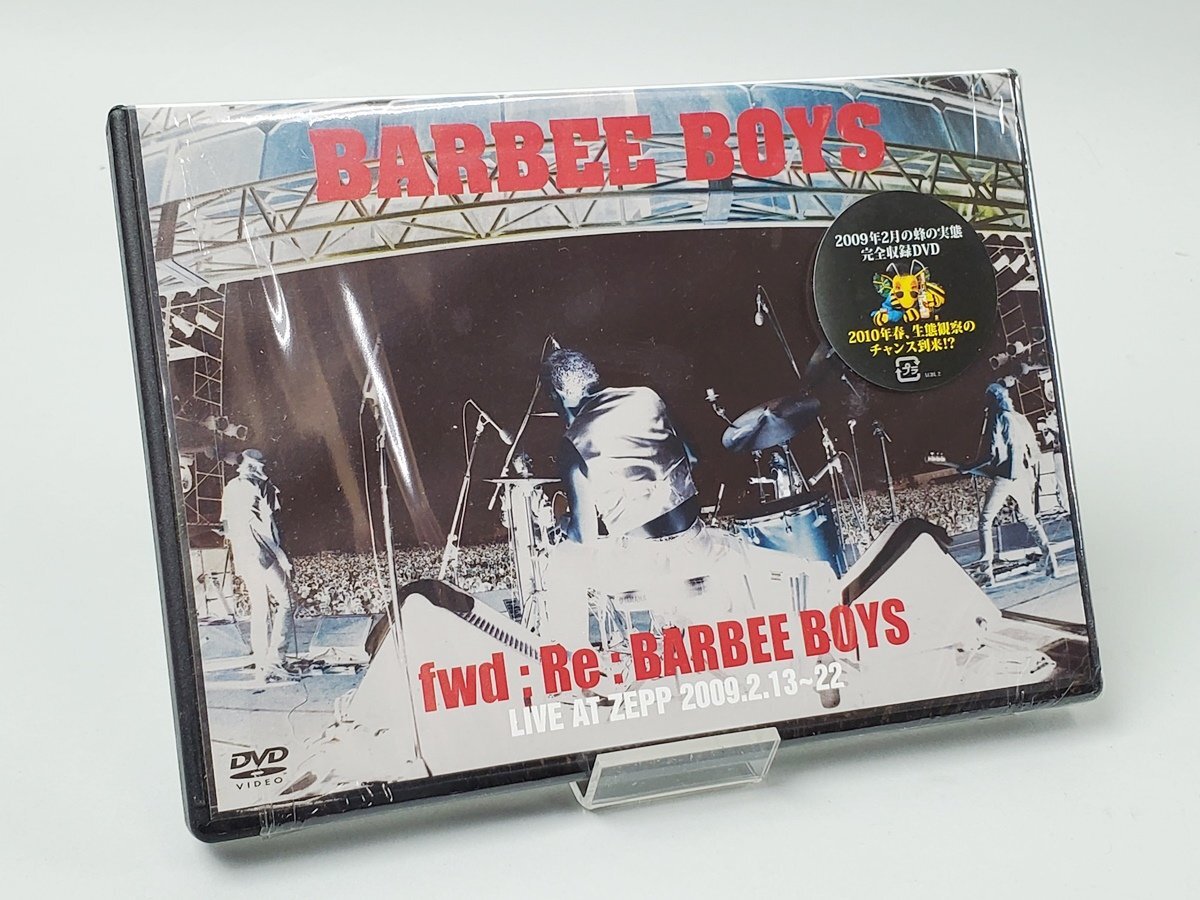 BARBEE BOYS
2009年2月の蜂の実態
完全収録DVD
2010年春、生態観察の
チャンス到来!?
プラ
fwd ; Re : BARBEE BOYS
LIVE AT ZEPP 2009.2.13~22
DVD
VIDEO